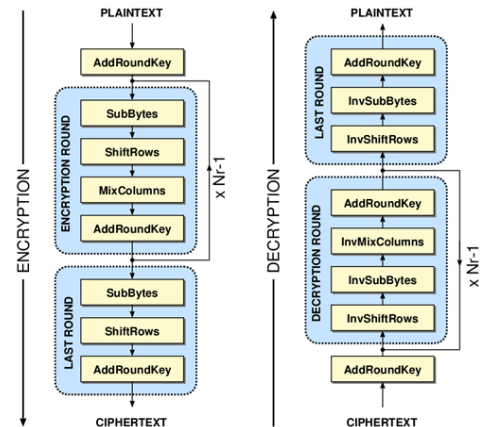 PLAINTEXT
AddRoundKey
ENCRYPTION ROUND
SubBytes
ShiftRows
MixColumns
AddRoundKey
x Nr-1
LAST ROUND
SubBytes
ShiftRows
AddRoundKey
CIPHERTEXT
ENCRYPTION
PLAINTEXT
LAST ROUND
AddRoundKey
InvSubBytes
InvShiftRows
DECRYPTION ROUND
AddRoundKey
InvMixColumns
InvSubBytes
InvShiftRows
x Nr-1
AddRoundKey
CIPHERTEXT
DECRYPTION